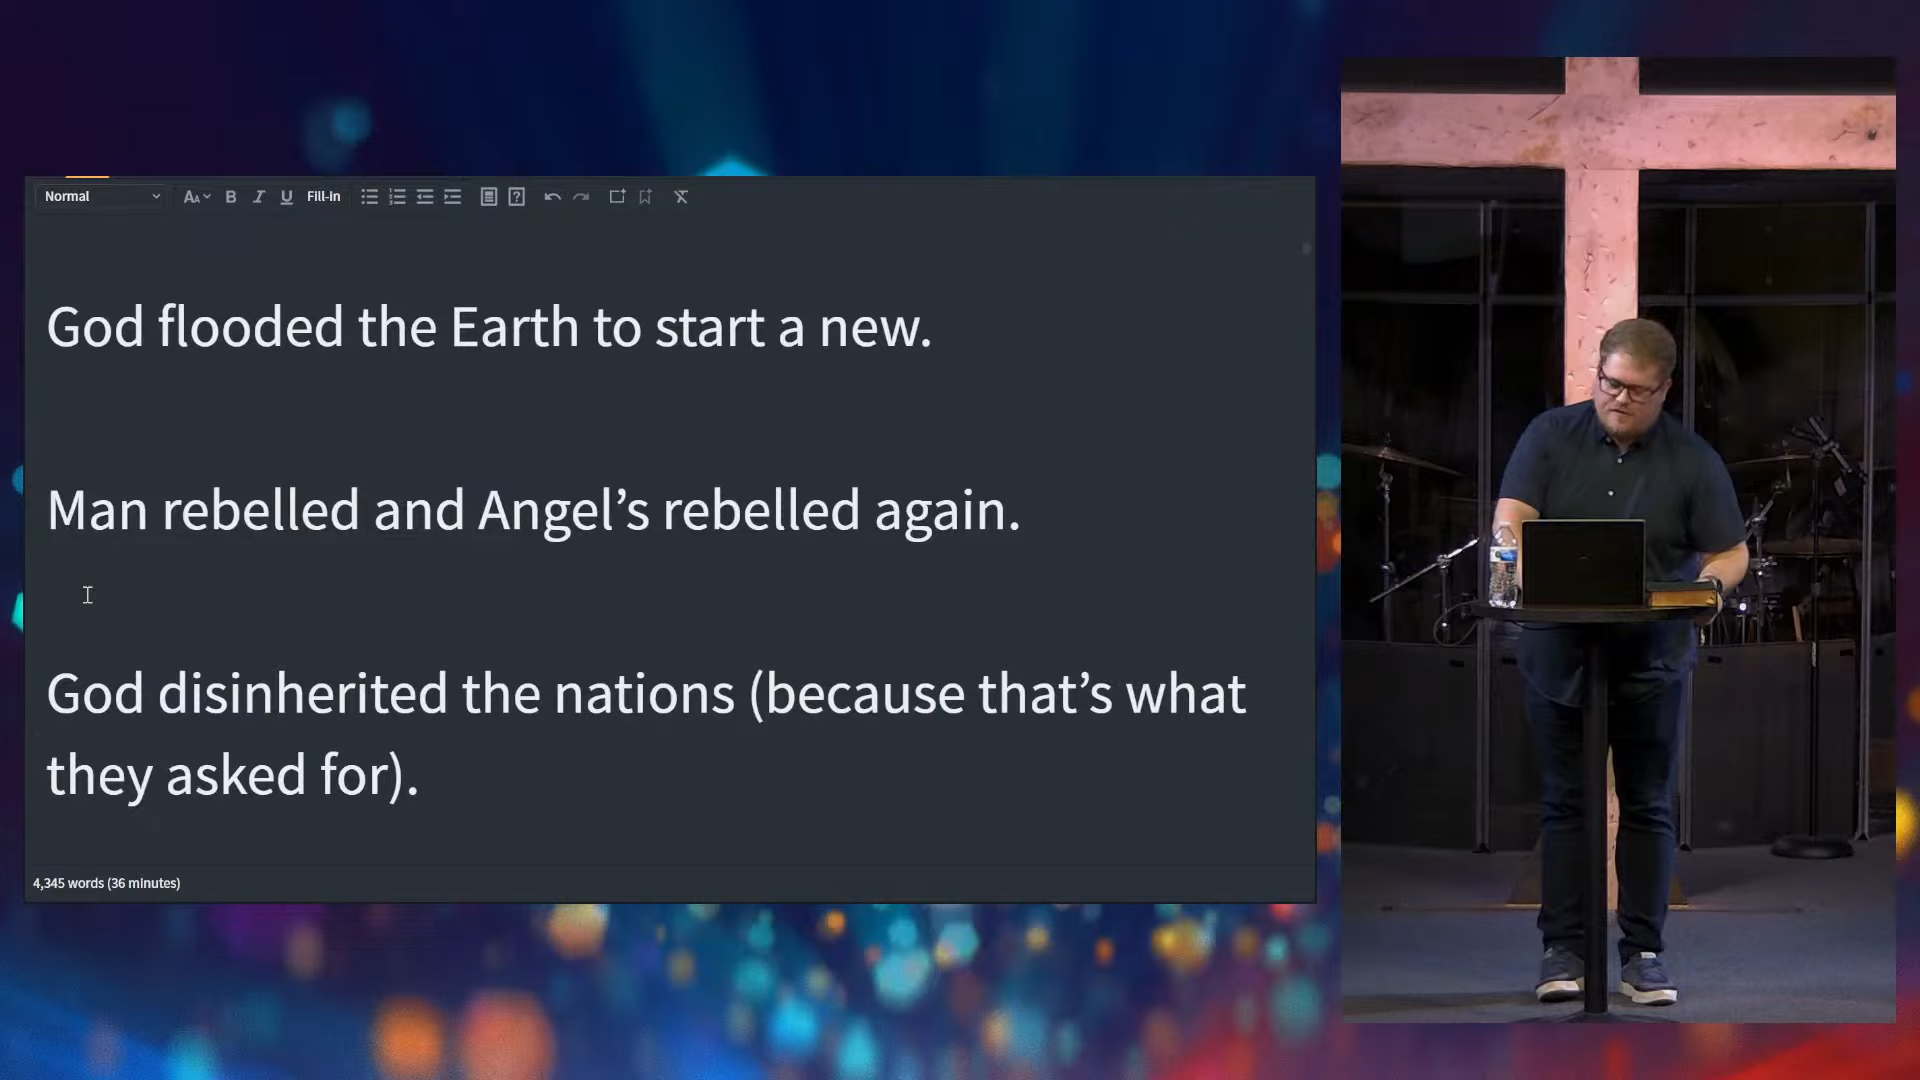 Normal
Fill-in
God flooded the Earth to start a new.
Man rebelled and Angel’s rebelled again.
God disinherited the nations (because that’s what
they asked for).
4,345 words (36 minutes)